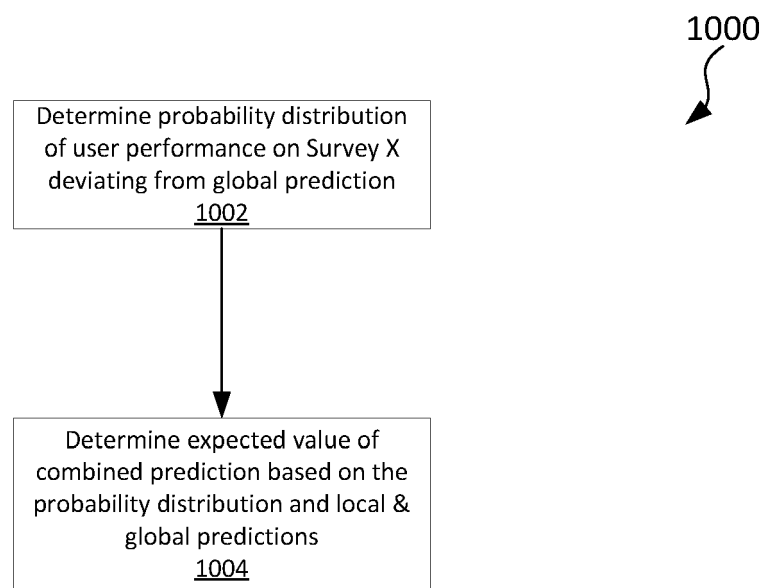 1000
Determine probability distribution
of user performance on Survey X
deviating from global prediction
1002
Determine expected value of
combined prediction based on the
probability distribution and local &
global predictions
1004